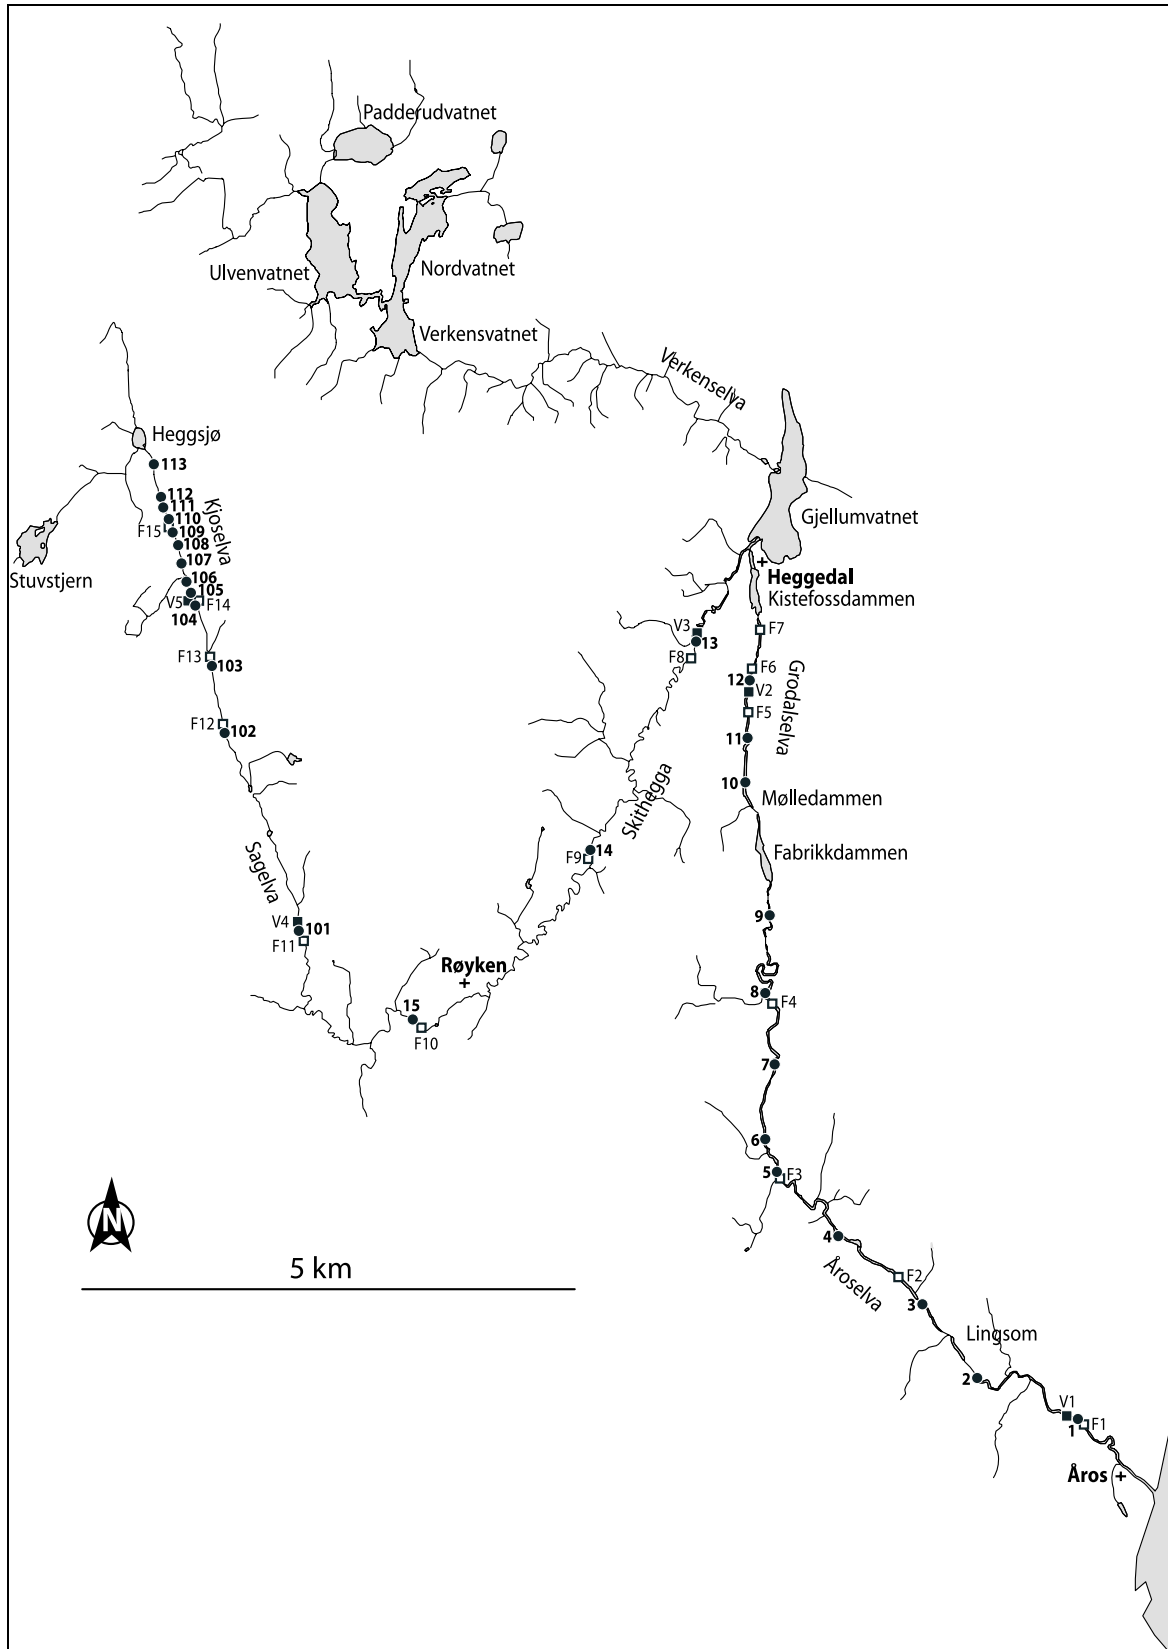 Padderudvatnet
Ulvenvatnet
Nordvatnet
Verkensvatnet
Verkenselva
Heggsjø
113
112
111
110
F15
109
Kjoselva
108
107
106
105
V5
F14
104
Stuvstjern
Gjellumvatnet
Heggedal
Kistefossdammen
V3
13
F8
F7
F6
12
V2
F5
Grodalselva
11
10
Mølledammen
Fabrikkdammen
F13
103
F12
102
Skithegga
14
F9
Sagelva
V4
101
F11
9
Røyken
15
F10
8
F4
7
6
5
F3
4
Åroselva
F2
3
Lingsom
2
V1
1
F1
Åros
N
5 km